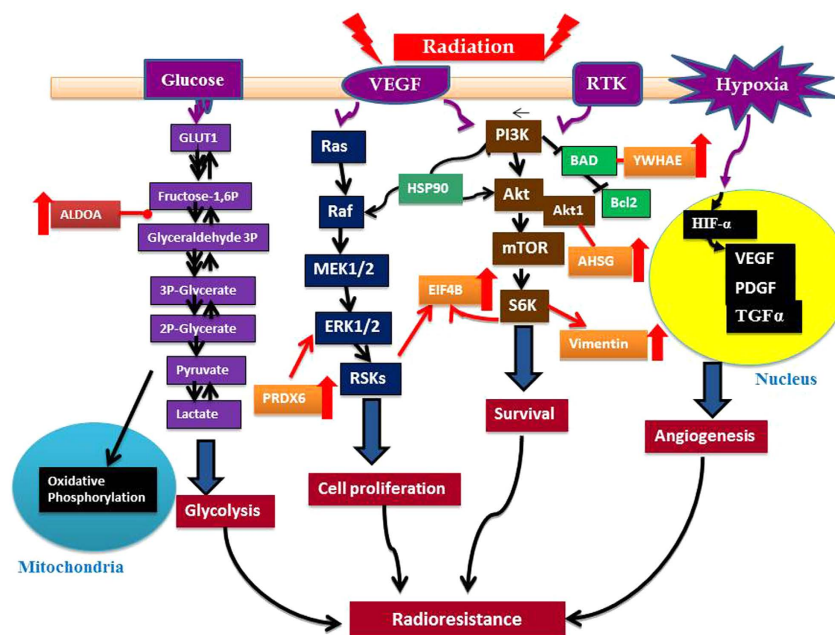 Radiation
Glucose
VEGF
RTK
Hypoxia
GLUT1
Ras
PI3K
BAD
YWHAE
Fructose-1,6P
HSP90
Akt
Bcl2
ALDOA
Raf
Akt1
HIF-α
Glyceraldehyde 3P
mTOR
AHSG
VEGF
MEK1/2
PDGF
3P-Glycerate
EIF4B
S6K
TGFα
2P-Glycerate
ERK1/2
Vimentin
Pyruvate
RSKs
Nucleus
PRDX6
Lactate
Survival
Angiogenesis
Oxidative
Phosphorylation
Cell proliferation
Glycolysis
Mitochondria
Radioresistance